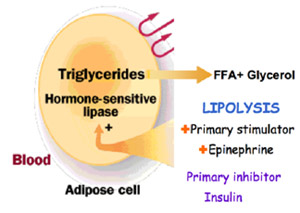 Triglycerides
FFA+ Glycerol
Hormone-sensitive
lipase
+
LIPOLYSIS
+Primary stimulator
+Epinephrine
Blood
Primary inhibitor
Adipose cell
Insulin